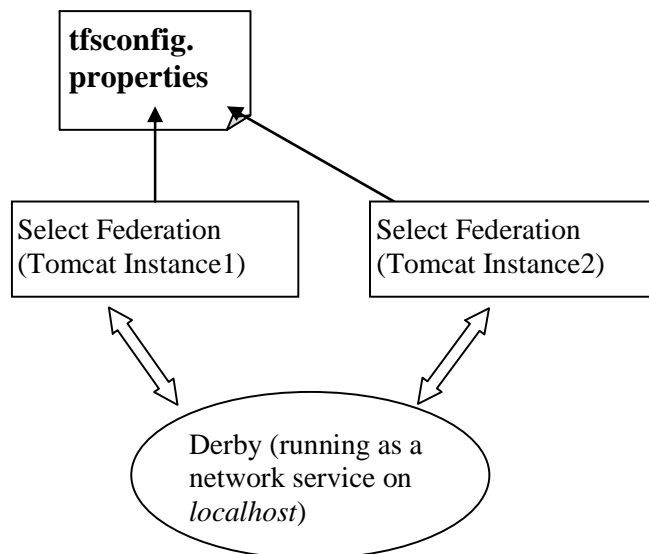 tfsconfig.
properties
Select Federation
(Tomcat Instance1)
Select Federation
(Tomcat Instance2)
Derby (running as a
network service on
localhost)